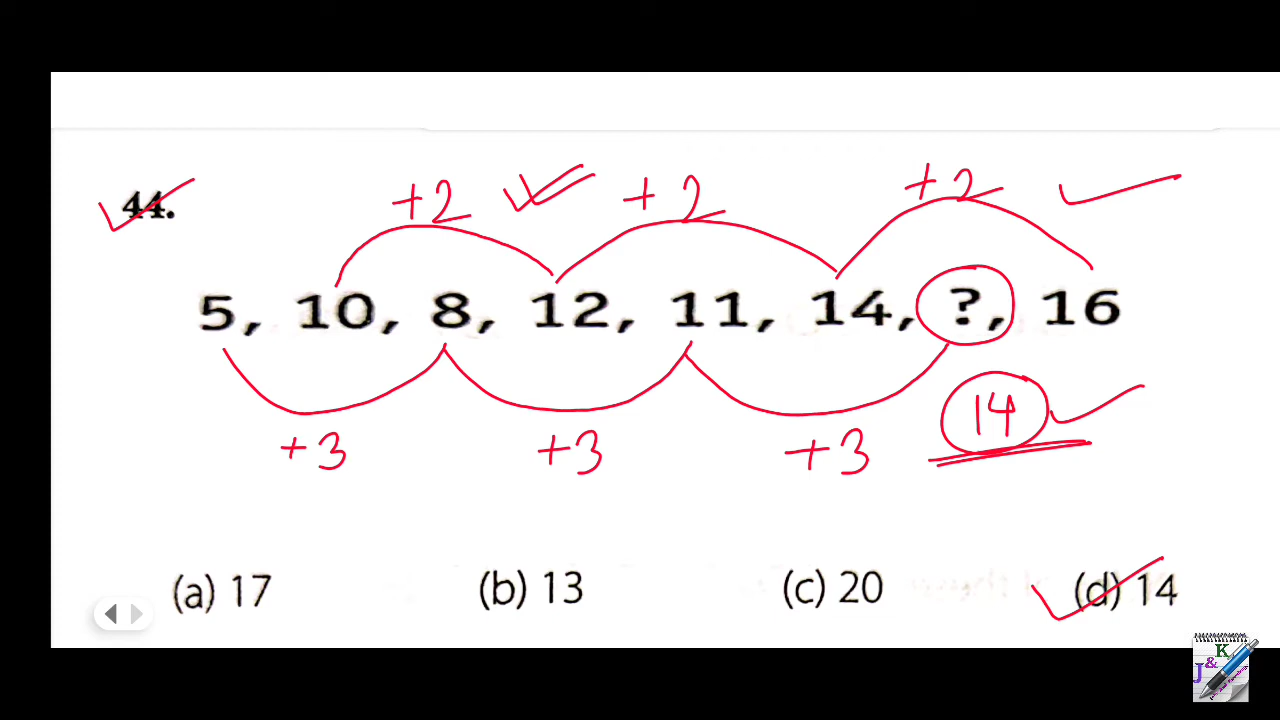 44.
+2 +2 +2
5, 10, 8, 12, 11, 14, ?, 16
14
+3 +3 +3
(a) 17 (b) 13 (c) 20 (d) 14
J & K